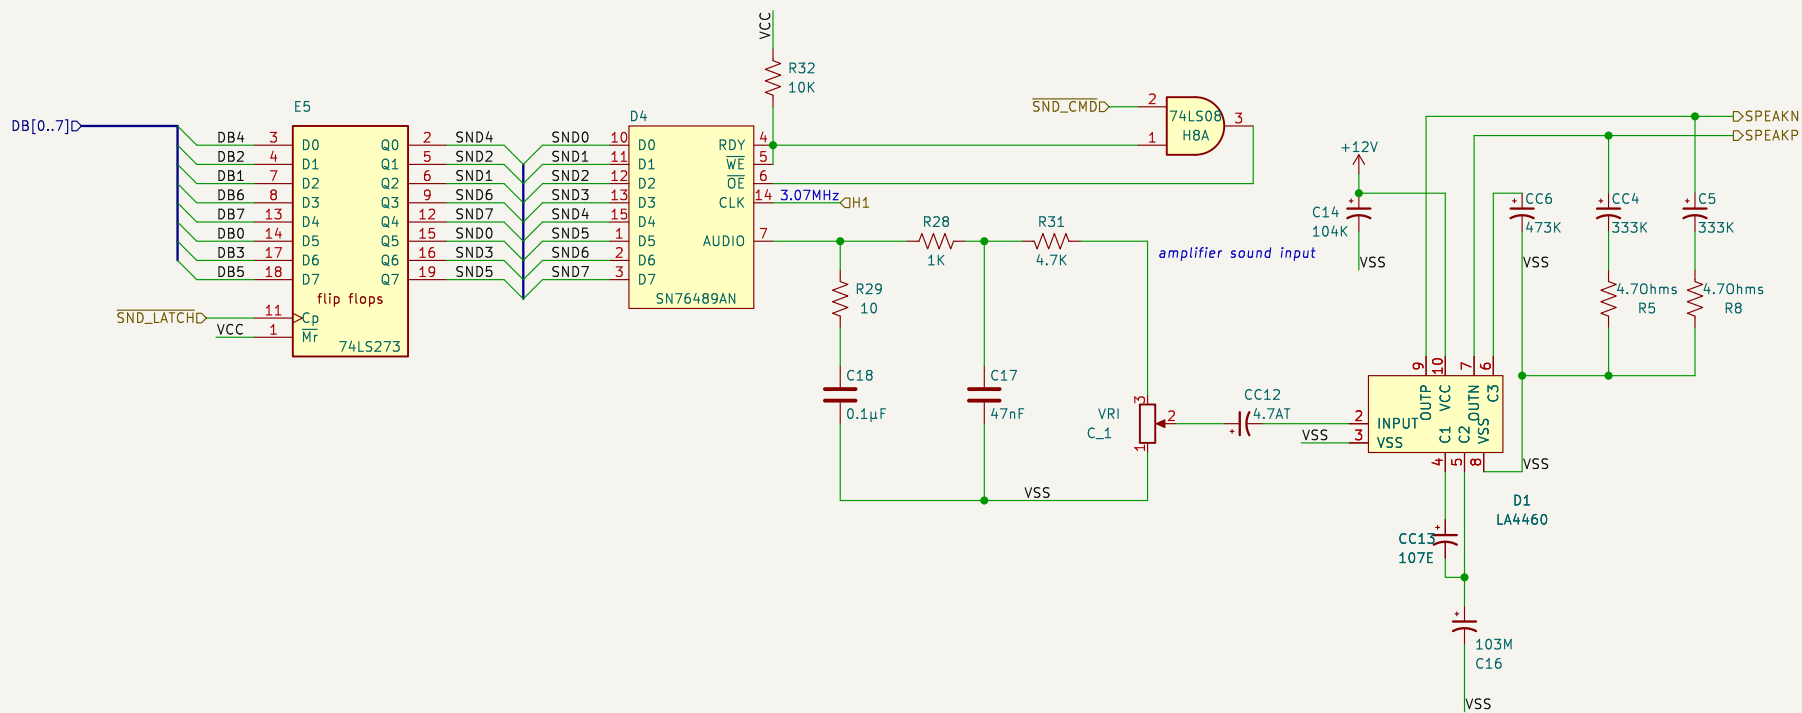 VCC
R32
10K
E5
D4
DB[0..7]
SND_CMD
2
1
74LS08
H8A
3
SPEAKN
SPEAKP
DB4 3 D0 Q0 2 SND4
DB2 4 D1 Q1 5 SND2
DB1 7 D2 Q2 6 SND1
DB6 8 D3 Q3 9 SND6
DB7 13 D4 Q4 12 SND7
DB0 14 D5 Q5 15 SND0
DB3 17 D6 Q6 16 SND3
DB5 18 D7 Q7 19 SND5
flip flops
SND_LATCH 11 Cp
VCC 1 Mr
74LS273
SND0 10 D0 RDY 4
SND1 11 D1 WE 5
SND2 12 D2 OE 6
SND3 13 D3 CLK 14 3.07MHz H1
SND4 15 D4
SND5 1 D5 AUDIO 7
SND6 2 D6
SND7 3 D7
SN76489AN
R28
1K
R31
4.7K
amplifier sound input
R29
10
C18
0.1µF
C17
47nF
VSS
VRI
C_1
3
2
1
CC12
4.7AT
+12V
C14
104K
VSS
CC6
473K
VSS
CC4
333K
C5
333K
4.7Ohms
R5
4.7Ohms
R8
9
10
7
6
OUTP
VCC
OUTN
C3
2 INPUT
VSS 3 VSS
C1
C2
VSS
4
5
8
VSS
D1
LA4460
CC13
107E
103M
C16
VSS